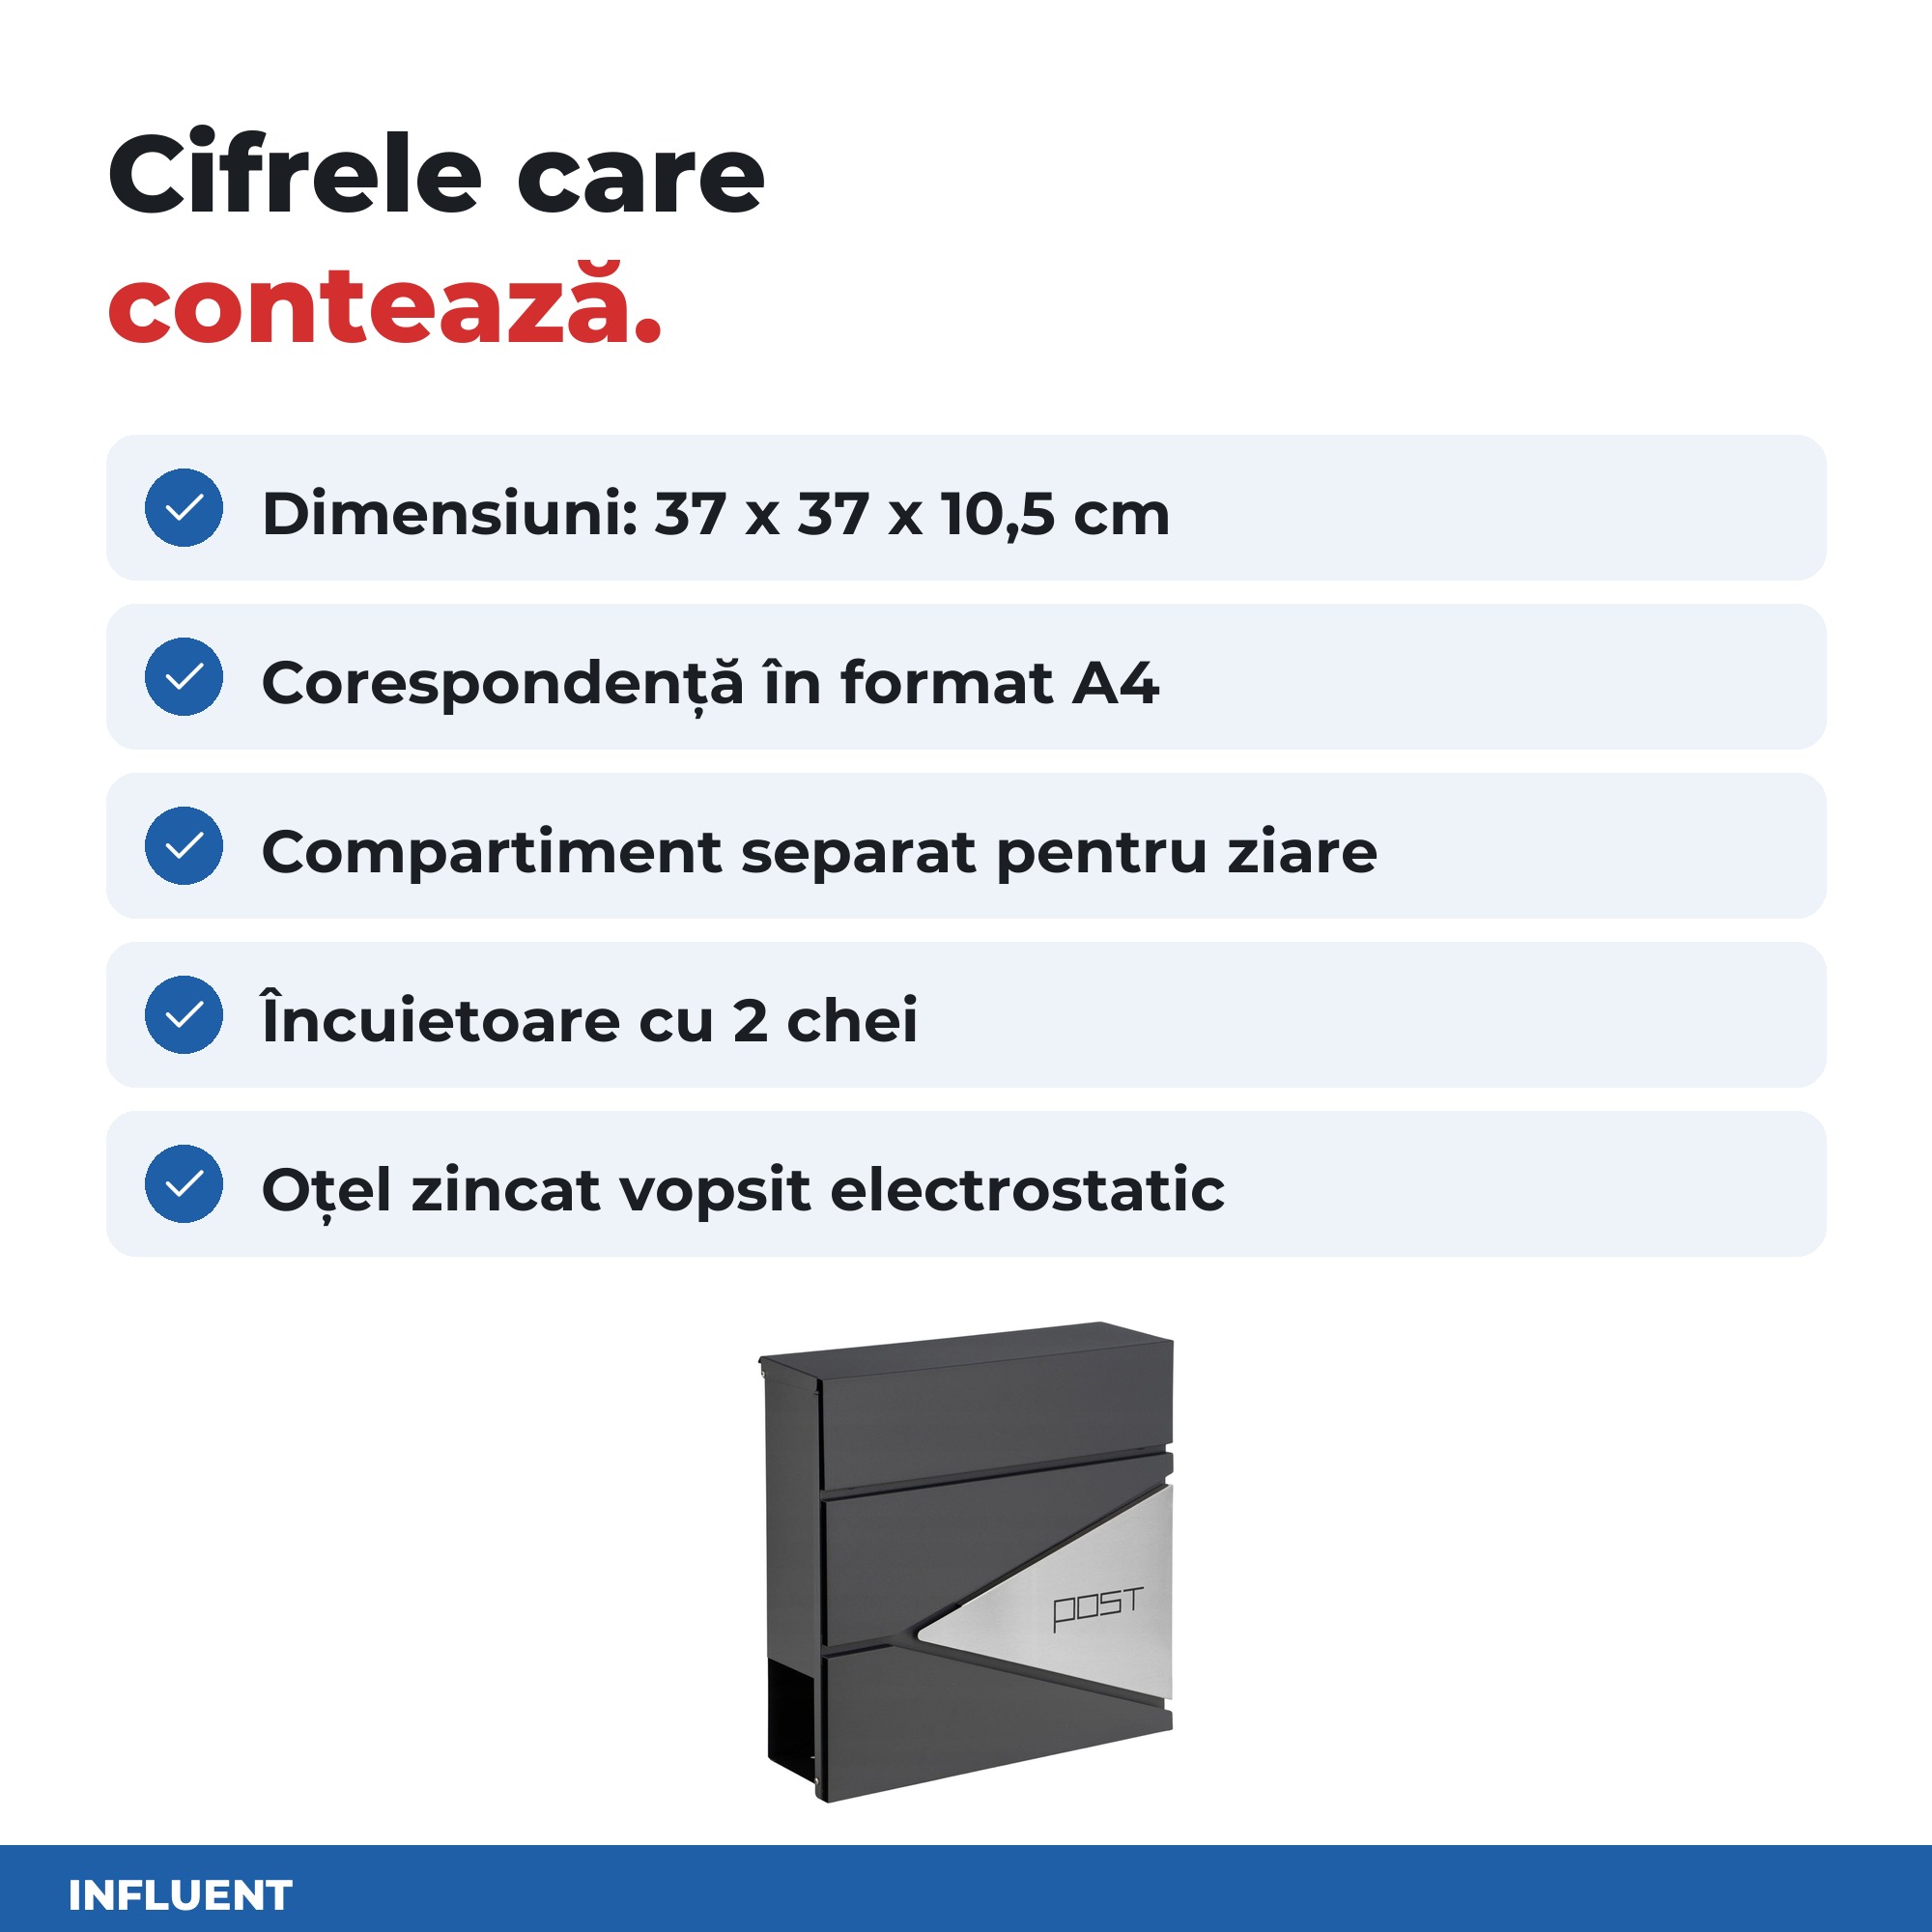 Cifrele care
contează.
Dimensiuni: 37 x 37 x 10,5 cm
Corespondență în format A4
Compartiment separat pentru ziare
Încuietoare cu 2 chei
Oțel zincat vopsit electrostatic
POST
INFLUENT